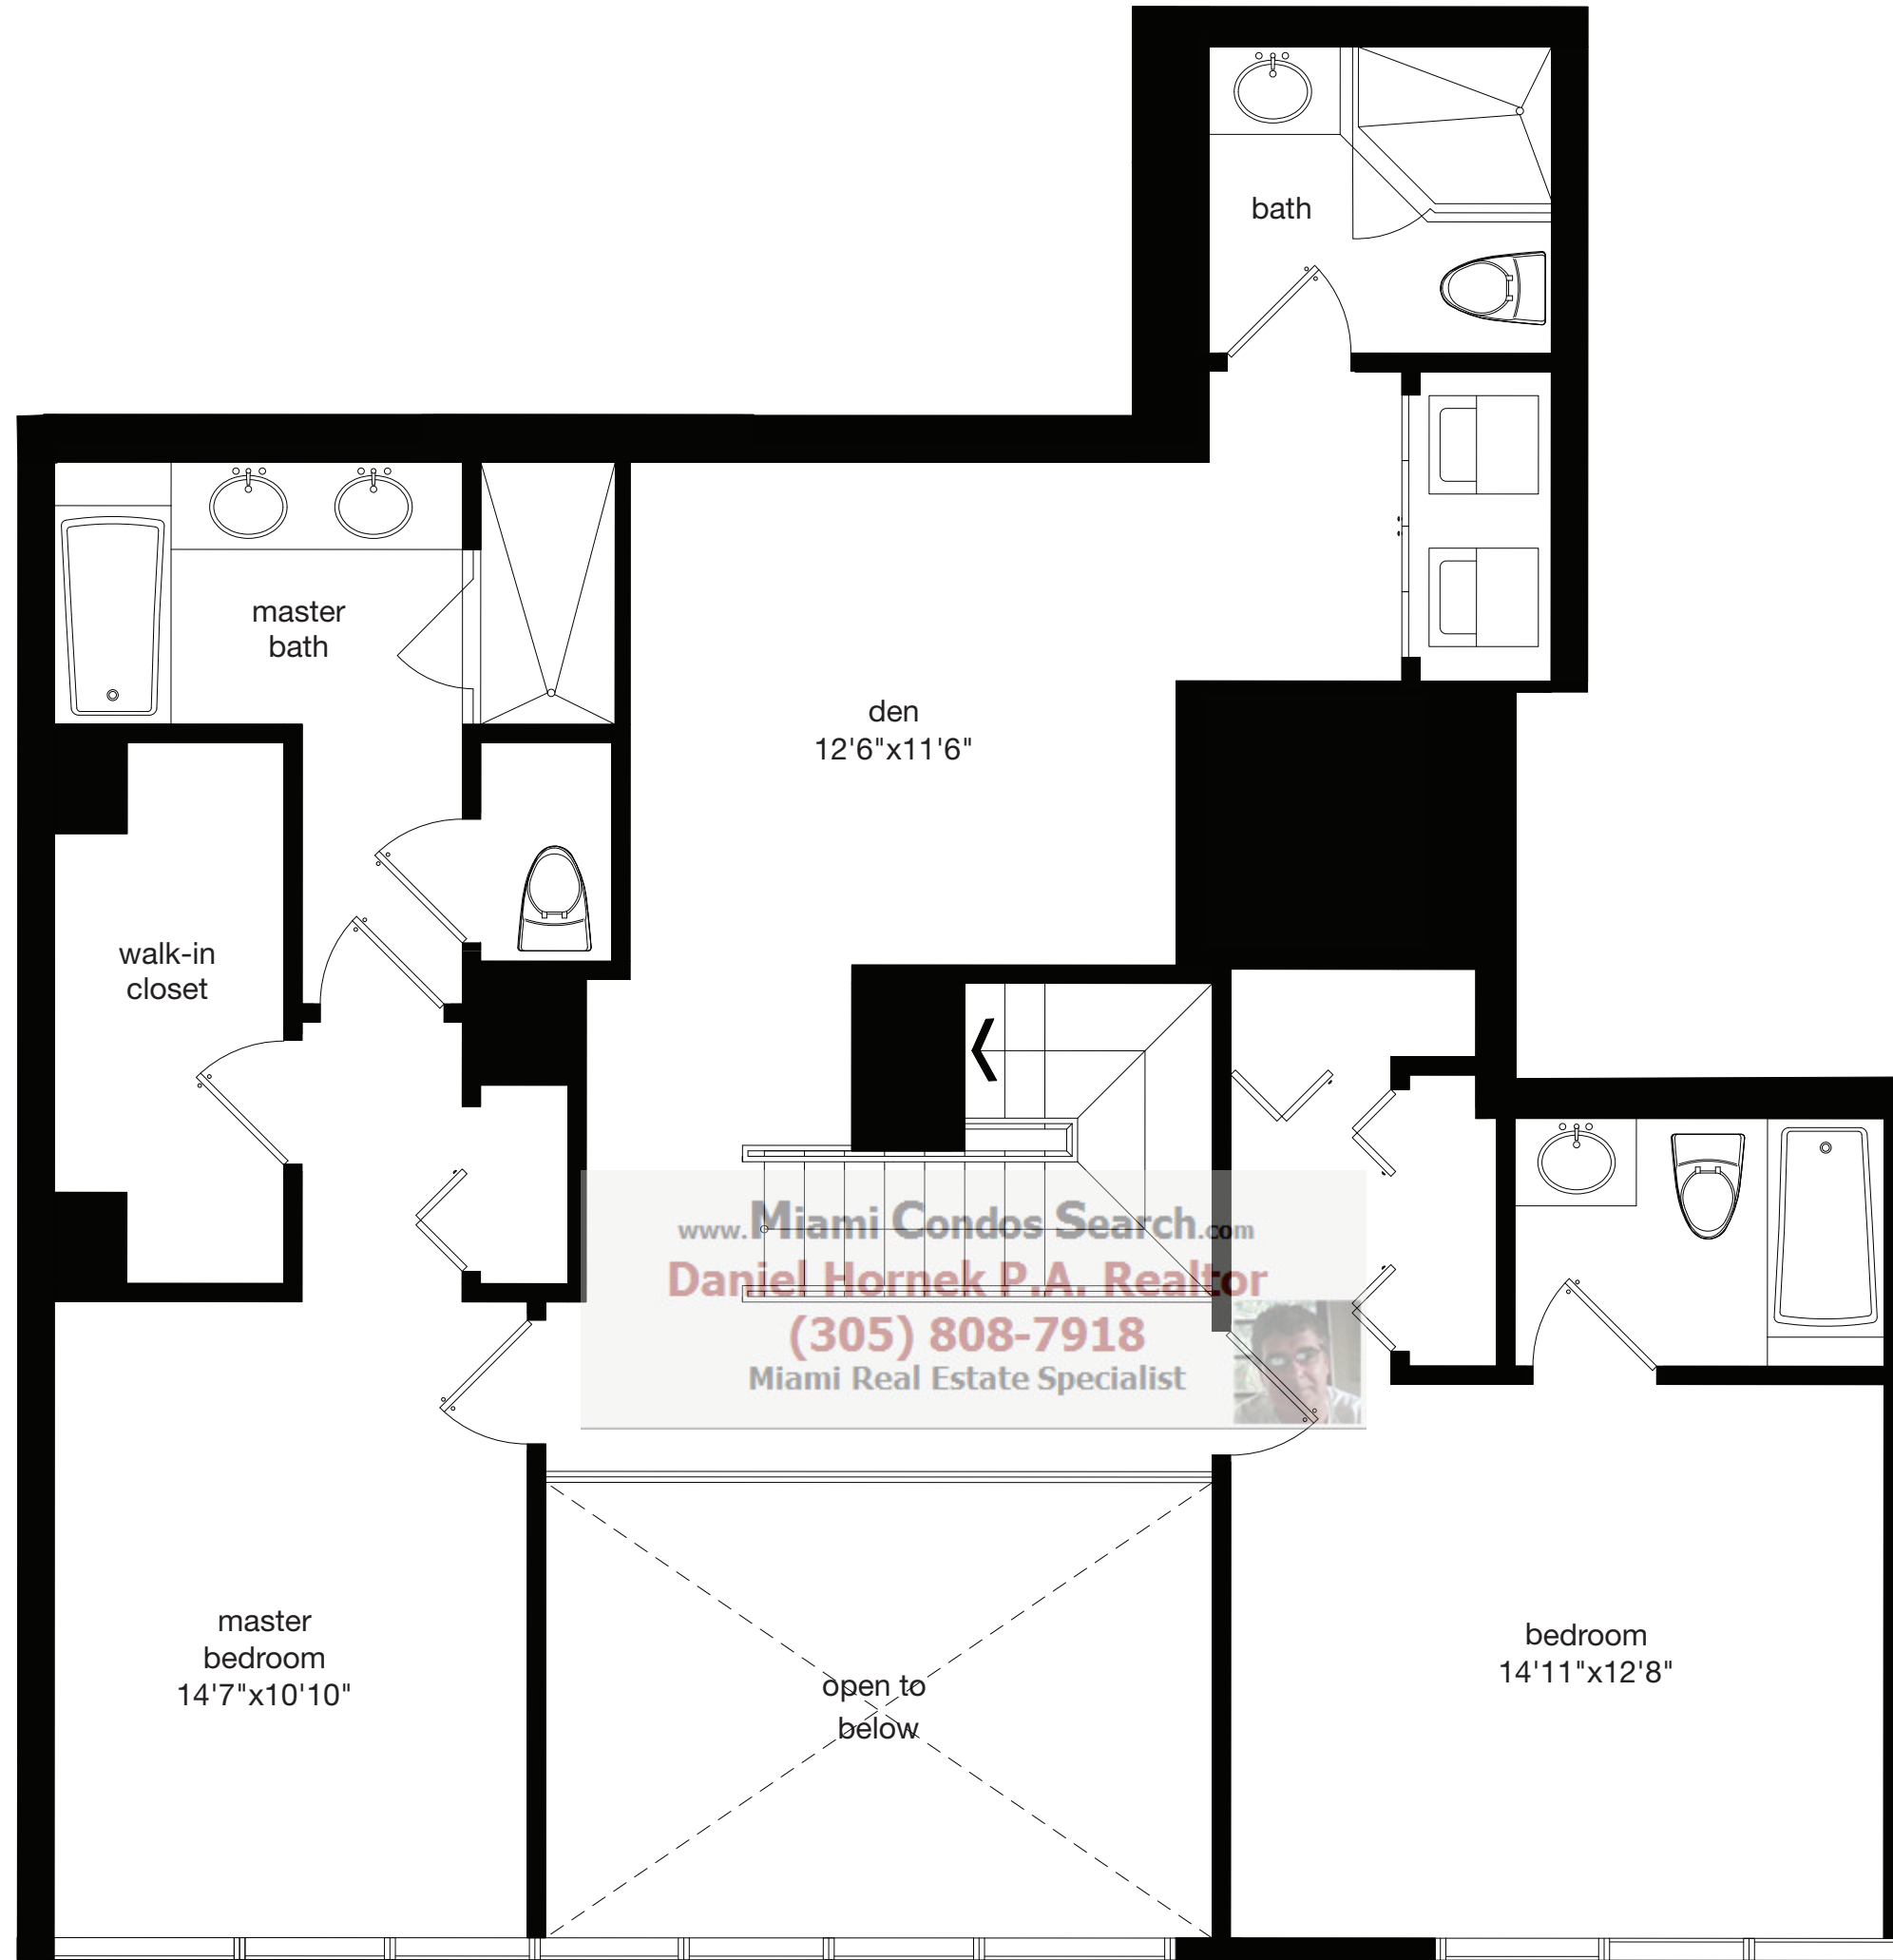 bath
master
bath
den
12'6"x11'6"
walk-in
closet
www.Miami Condos Search.com
Daniel Hornek P.A. Realtor
(305) 808-7918
Miami Real Estate Specialist
master
bedroom
14'7"x10'10"
open to
below
bedroom
14'11"x12'8"